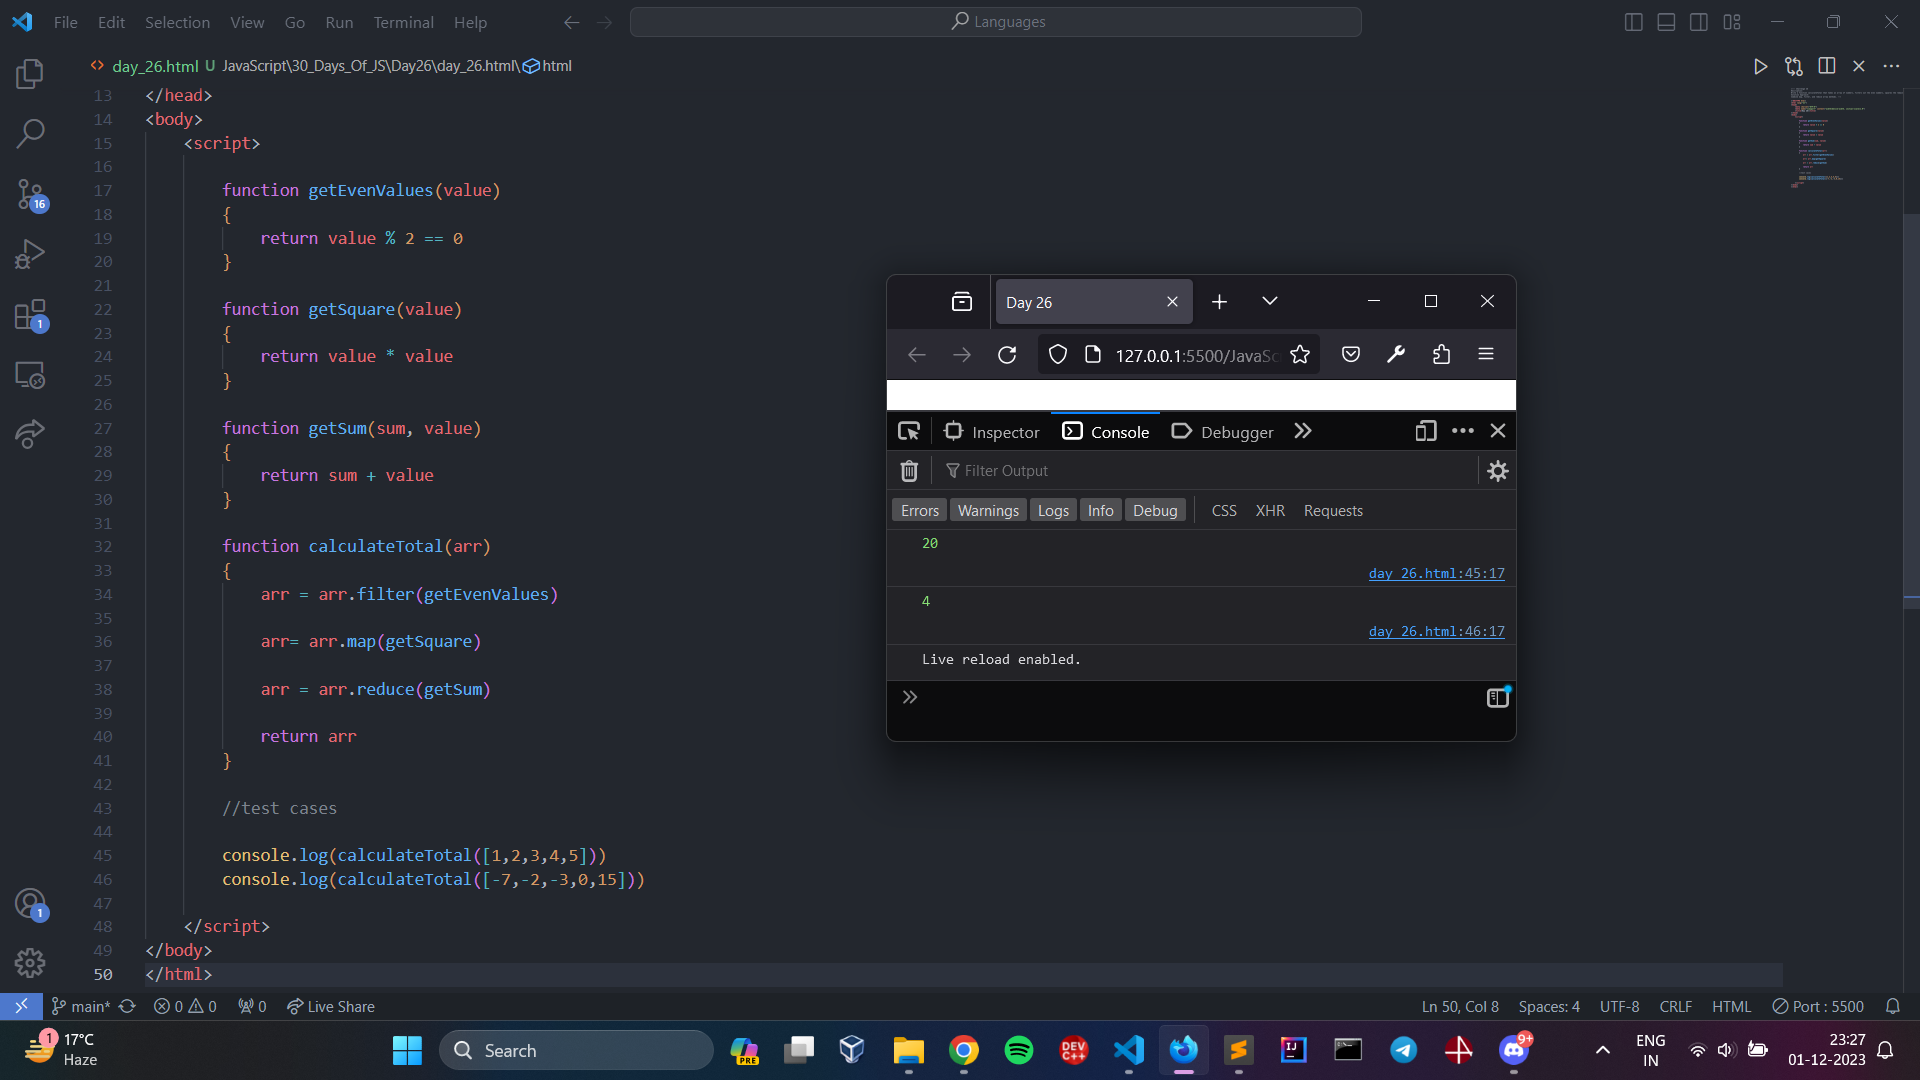 File Edit Selection View Go Run Terminal Help
Languages
day_26.html U JavaScript\30_Days_Of_JS\Day26\day_26.html\html
13 </head>
14 <body>
15 <script>
16
17 function getEvenValues(value)
18 {
19 return value % 2 == 0
20 }
21
22 function getSquare(value)
23 {
24 return value * value
25 }
26
27 function getSum(sum, value)
28 {
29 return sum + value
30 }
31
32 function calculateTotal(arr)
33 {
34 arr = arr.filter(getEvenValues)
35
36 arr= arr.map(getSquare)
37
38 arr = arr.reduce(getSum)
39
40 return arr
41 }
42
43 //test cases
44
45 console.log(calculateTotal([1,2,3,4,5]))
46 console.log(calculateTotal([-7,-2,-3,0,15]))
47
48 </script>
49 </body>
50 </html>
16
1
1
Day 26
127.0.0.1:5500/JavaSc
Inspector Console Debugger
Filter Output
Errors Warnings Logs Info Debug CSS XHR Requests
20
day_26.html:45:17
4
day_26.html:46:17
Live reload enabled.
main* 0 0 0 Live Share
Ln 50, Col 8 Spaces: 4 UTF-8 CRLF HTML Port : 5500
1
17°C
Haze
Search
PRE
DEV
C++
IJ
9+
ENG
IN
23:27
01-12-2023